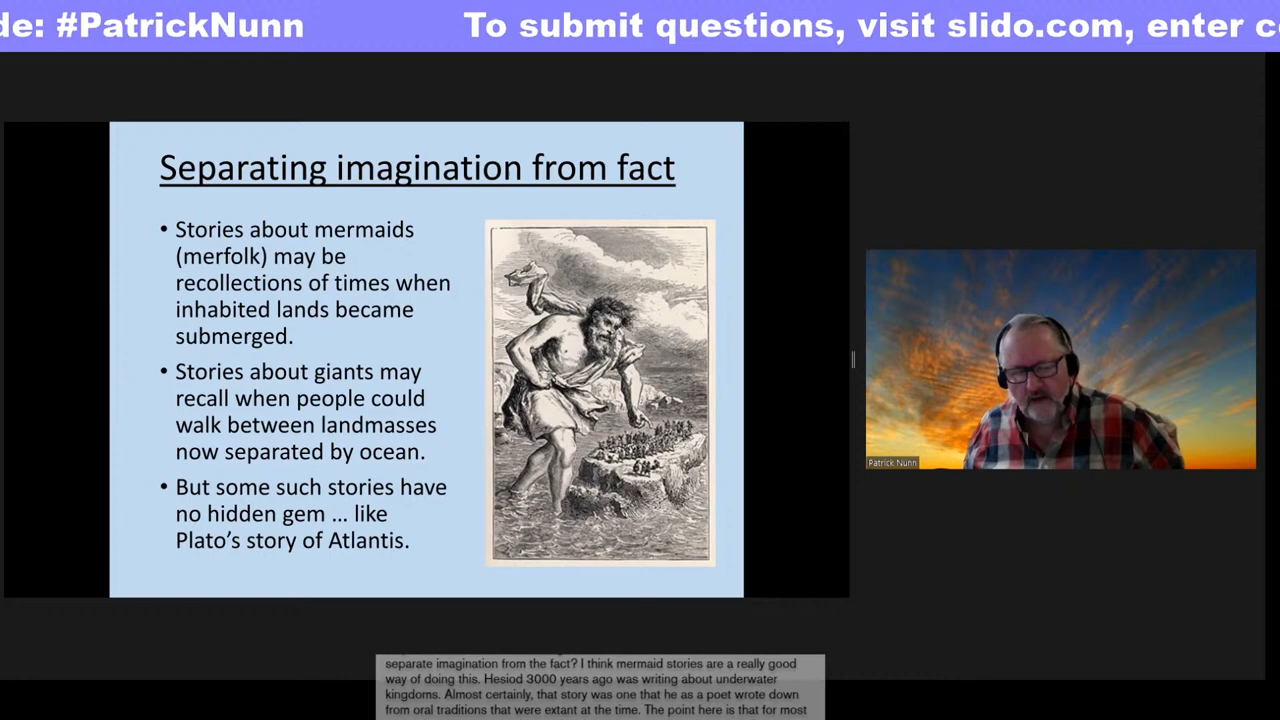 de: #PatrickNunn To submit questions, visit slido.com, enter c
Separating imagination from fact
• Stories about mermaids
(merfolk) may be
recollections of times when
inhabited lands became
submerged.
• Stories about giants may
recall when people could
walk between landmasses
now separated by ocean.
• But some such stories have
no hidden gem … like
Plato’s story of Atlantis.
Patrick Nunn
separate imagination from the fact? I think mermaid stories are a really good
way of doing this. Hesiod 3000 years ago was writing about underwater
kingdoms. Almost certainly, that story was one that he as a poet wrote down
from oral traditions that were extant at the time. The point here is that for most